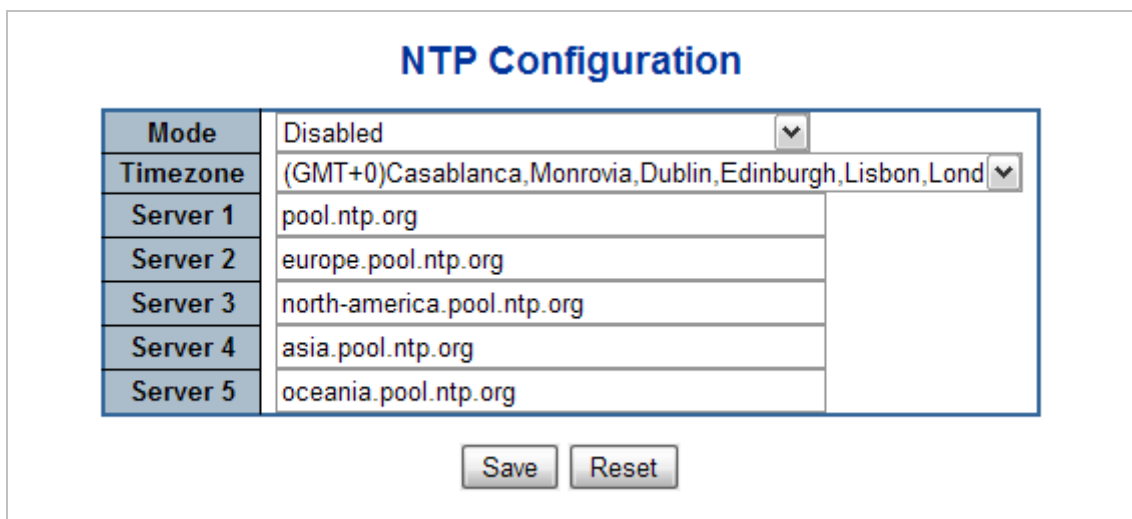 NTP Configuration
Mode Disabled
Timezone (GMT+0)Casablanca,Monrovia,Dublin,Edinburgh,Lisbon,Lond
Server 1 pool.ntp.org
Server 2 europe.pool.ntp.org
Server 3 north-america.pool.ntp.org
Server 4 asia.pool.ntp.org
Server 5 oceania.pool.ntp.org
Save Reset